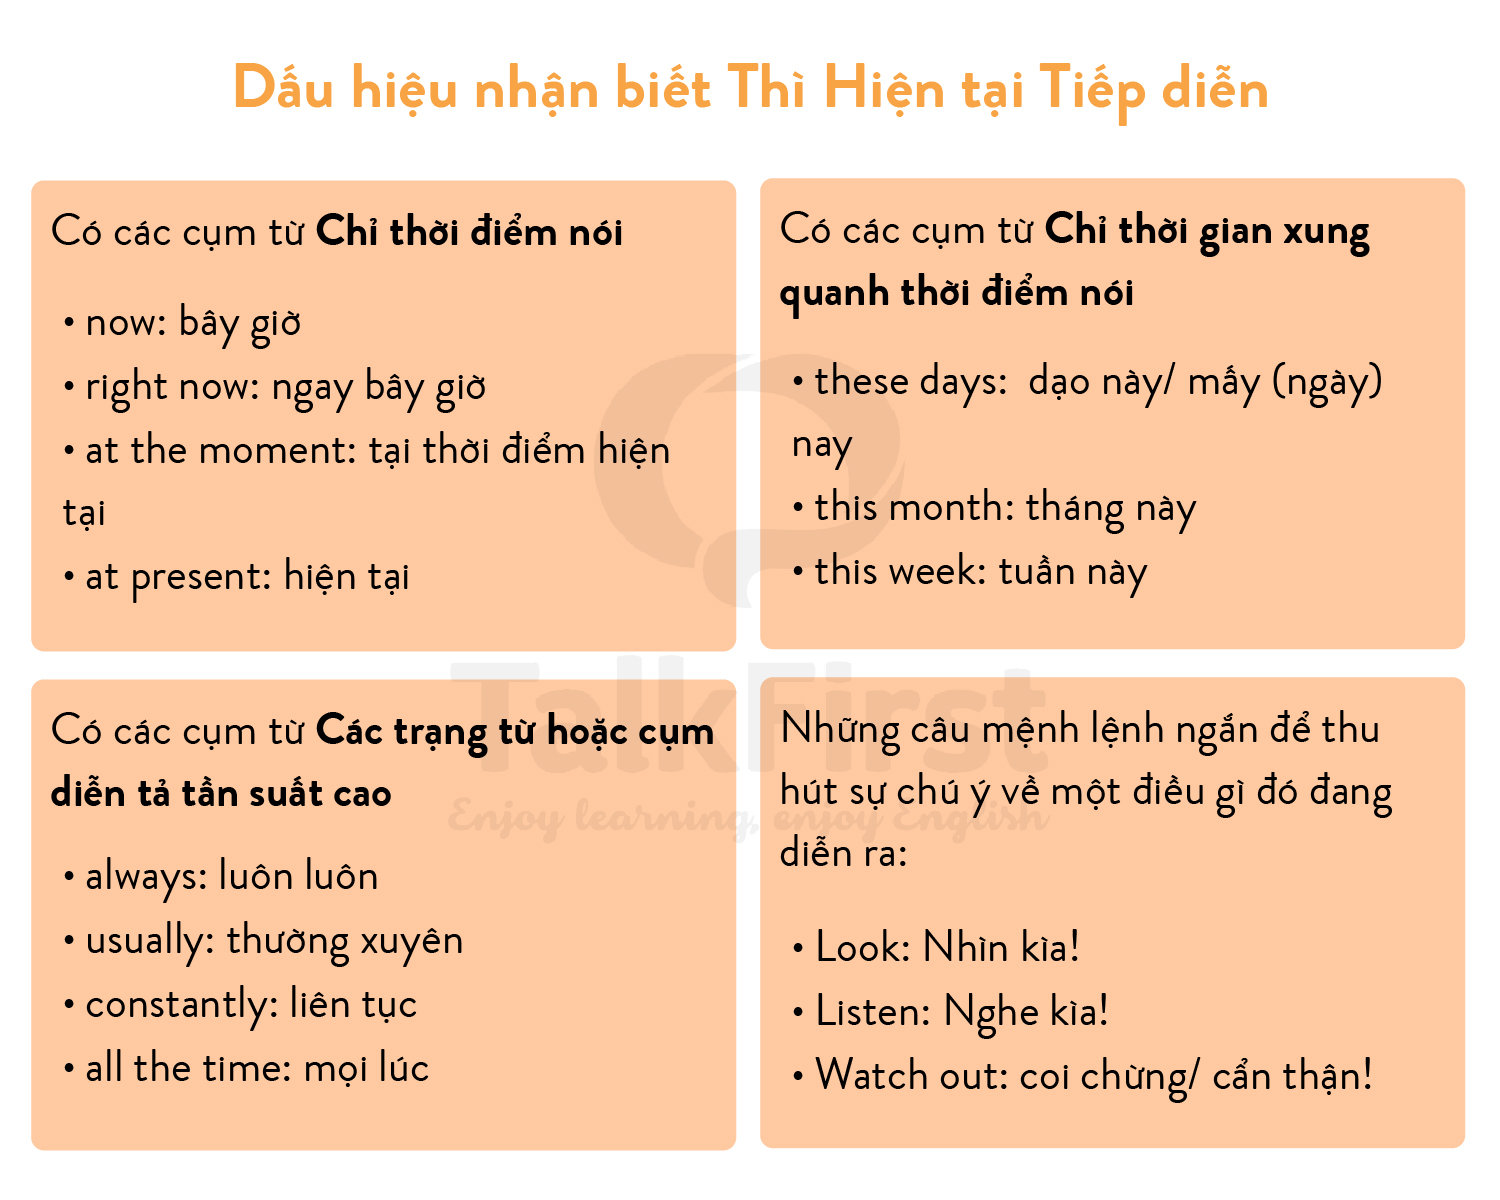 Dấu hiệu nhận biết Thì Hiện tại Tiếp diễn
Có các cụm từ Chỉ thời điểm nói
• now: bây giờ
• right now: ngay bây giờ
• at the moment: tại thời điểm hiện
tại
• at present: hiện tại
Có các cụm từ Chỉ thời gian xung
quanh thời điểm nói
• these days: dạo này/ mấy (ngày)
nay
• this month: tháng này
• this week: tuần này
Có các cụm từ Các trạng từ hoặc cụm
diễn tả tần suất cao
• always: luôn luôn
• usually: thường xuyên
• constantly: liên tục
• all the time: mọi lúc
Những câu mệnh lệnh ngắn để thu
hút sự chú ý về một điều gì đó đang
diễn ra:
• Look: Nhìn kìa!
• Listen: Nghe kìa!
• Watch out: coi chừng/ cẩn thận!
TalkFirst
Enjoy learning, enjoy English